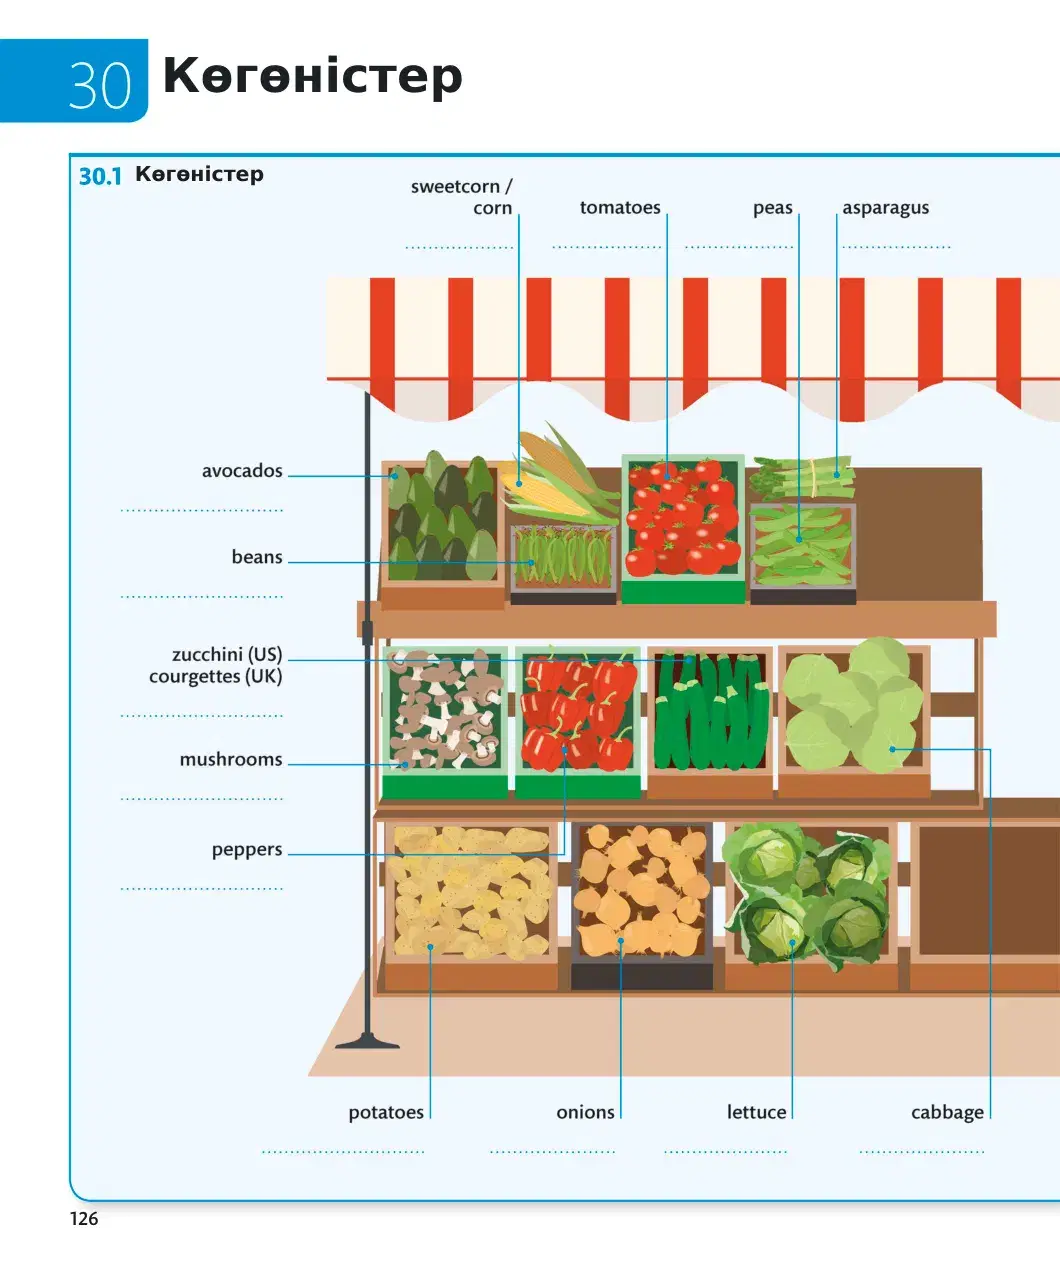 30 Көгөністер
30.1 Көгөністер
sweetcorn /
corn
tomatoes
peas
asparagus
avocados
beans
zucchini (US)
courgettes (UK)
mushrooms
peppers
potatoes
onions
lettuce
cabbage
126